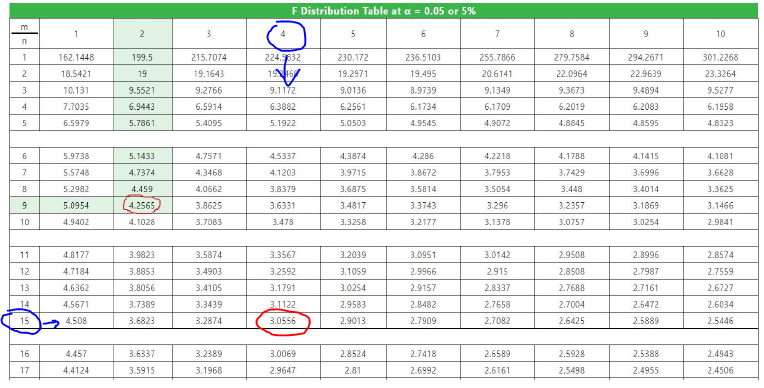 F Distribution Table at α = 0.05 or 5%
m
n 1 2 3 4 5 6 7 8 9 10
1 162.1448 199.5 215.7074 224.5832 230.172 236.5103 255.7866 279.7584 294.2671 301.2268
2 18.5421 19 19.1643 19.2468 19.2971 19.495 20.6141 22.0964 22.9639 23.3264
3 10.131 9.5521 9.2766 9.1172 9.0136 8.9739 9.1349 9.3673 9.4894 9.5277
4 7.7035 6.9443 6.5914 6.3882 6.2561 6.1734 6.1709 6.2019 6.2083 6.1958
5 6.5979 5.7861 5.4095 5.1922 5.0503 4.9545 4.9072 4.8845 4.8595 4.8323
6 5.9738 5.1433 4.7571 4.5337 4.3874 4.286 4.2218 4.1788 4.1415 4.1081
7 5.5748 4.7374 4.3468 4.1203 3.9715 3.8672 3.7953 3.7429 3.6996 3.6628
8 5.2982 4.459 4.0662 3.8379 3.6875 3.5814 3.5054 3.448 3.4014 3.3625
9 5.0954 4.2565 3.8625 3.6331 3.4817 3.3743 3.296 3.2357 3.1869 3.1466
10 4.9402 4.1028 3.7083 3.478 3.3258 3.2177 3.1378 3.0757 3.0254 2.9841
11 4.8177 3.9823 3.5874 3.3567 3.2039 3.0951 3.0142 2.9508 2.8996 2.8574
12 4.7184 3.8853 3.4903 3.2592 3.1059 2.9966 2.915 2.8508 2.7987 2.7559
13 4.6362 3.8056 3.4105 3.1791 3.0254 2.9157 2.8337 2.7688 2.7161 2.6727
14 4.5671 3.7389 3.3439 3.1122 2.9583 2.8482 2.7658 2.7004 2.6472 2.6034
15 4.508 3.6823 3.2874 3.0556 2.9013 2.7909 2.7082 2.6425 2.5889 2.5446
16 4.457 3.6337 3.2389 3.0069 2.8524 2.7418 2.6589 2.5928 2.5388 2.4943
17 4.4124 3.5915 3.1968 2.9647 2.81 2.6992 2.6161 2.5498 2.4955 2.4506